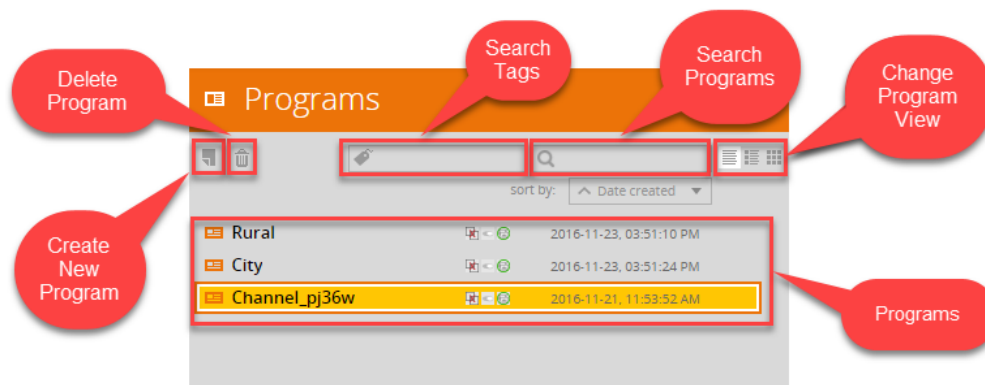 Search
Tags
Search
Programs
Change
Program
View
Delete
Program
Programs
sort by:
Date created
Create
New
Program
Rural
2016-11-23, 03:51:10 PM
City
2016-11-23, 03:51:24 PM
Channel_pj36w
2016-11-21, 11:53:52 AM
Programs